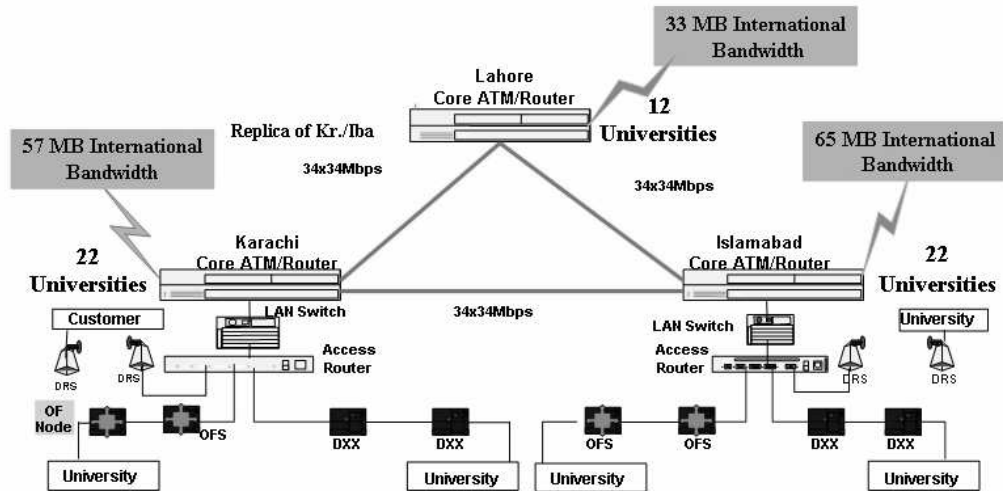 33 MB International
Bandwidth
Lahore
Core ATM/Router
12
Universities
Replica of Kr./Iba
57 MB International
Bandwidth
65 MB International
Bandwidth
34x34Mbps
34x34Mbps
Karachi
Core ATM/Router
Islamabad
Core ATM/Router
22
Universities
22
Universities
LAN Switch
34x34Mbps
LAN Switch
Customer
University
Access
Router
Access
Router
DRS
DRS
DRS
DRS
OF
Node
OFS
DXX
DXX
OFS
OFS
DXX
DXX
University
University
University
University